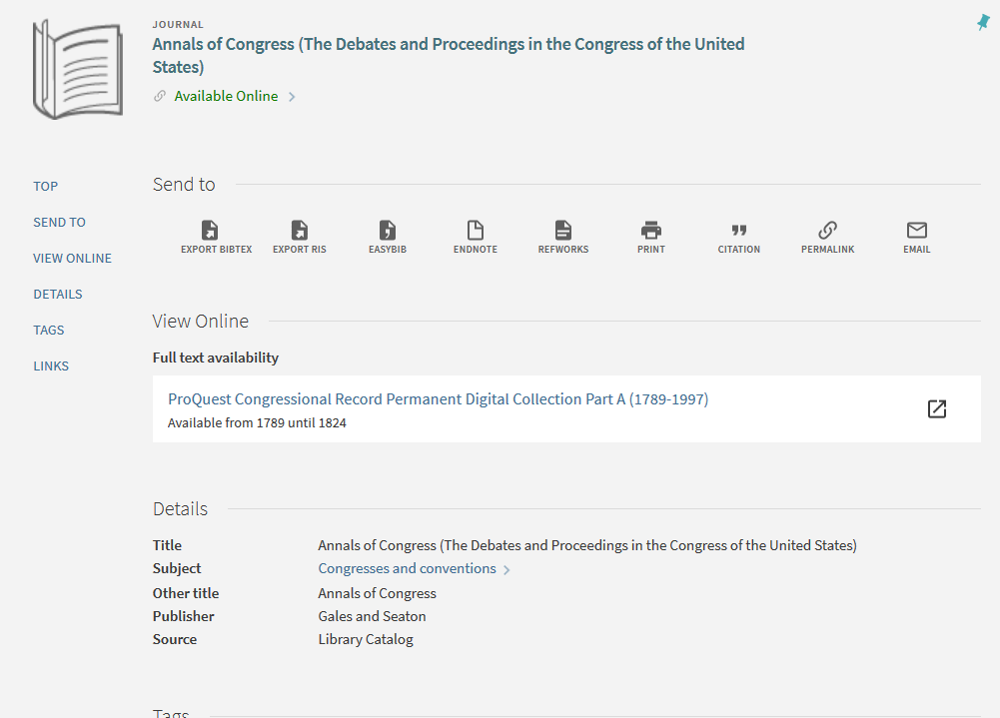 JOURNAL
Annals of Congress (The Debates and Proceedings in the Congress of the United
States)
Available Online
TOP
SEND TO
VIEW ONLINE
DETAILS
TAGS
LINKS
Send to
EXPORT BIBTEX
EXPORT RIS
EASYBIB
ENDNOTE
REFWORKS
PRINT
CITATION
PERMALINK
EMAIL
View Online
Full text availability
ProQuest Congressional Record Permanent Digital Collection Part A (1789-1997)
Available from 1789 until 1824
Details
Title Annals of Congress (The Debates and Proceedings in the Congress of the United States)
Subject Congresses and conventions
Other title Annals of Congress
Publisher Gales and Seaton
Source Library Catalog
Tags